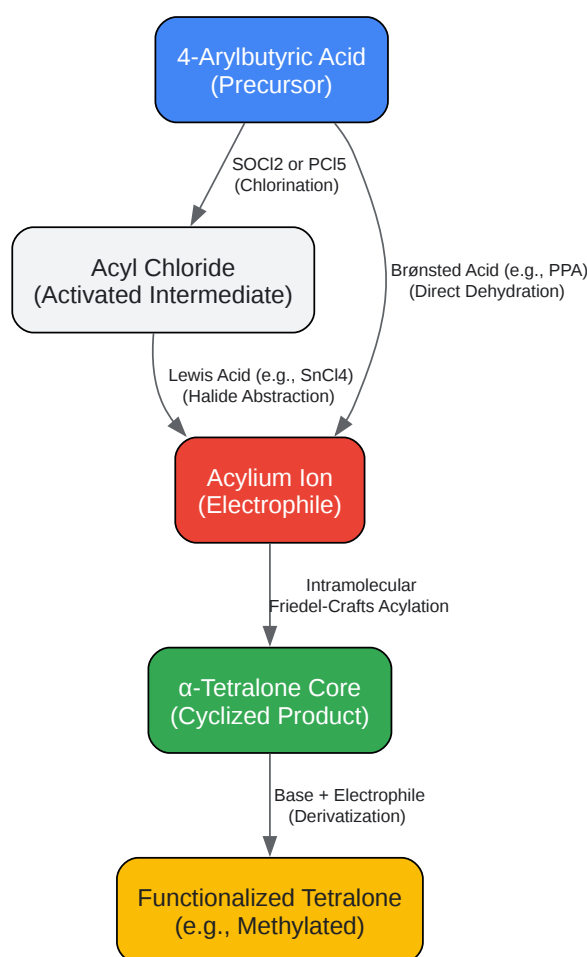 4-Arylbutyric Acid
(Precursor)
SOCl2 or PCl5
(Chlorination)
Acyl Chloride
(Activated Intermediate)
Brønsted Acid (e.g., PPA)
(Direct Dehydration)
Lewis Acid (e.g., SnCl4)
(Halide Abstraction)
Acylium Ion
(Electrophile)
Intramolecular
Friedel-Crafts Acylation
α-Tetralone Core
(Cyclized Product)
Base + Electrophile
(Derivatization)
Functionalized Tetralone
(e.g., Methylated)